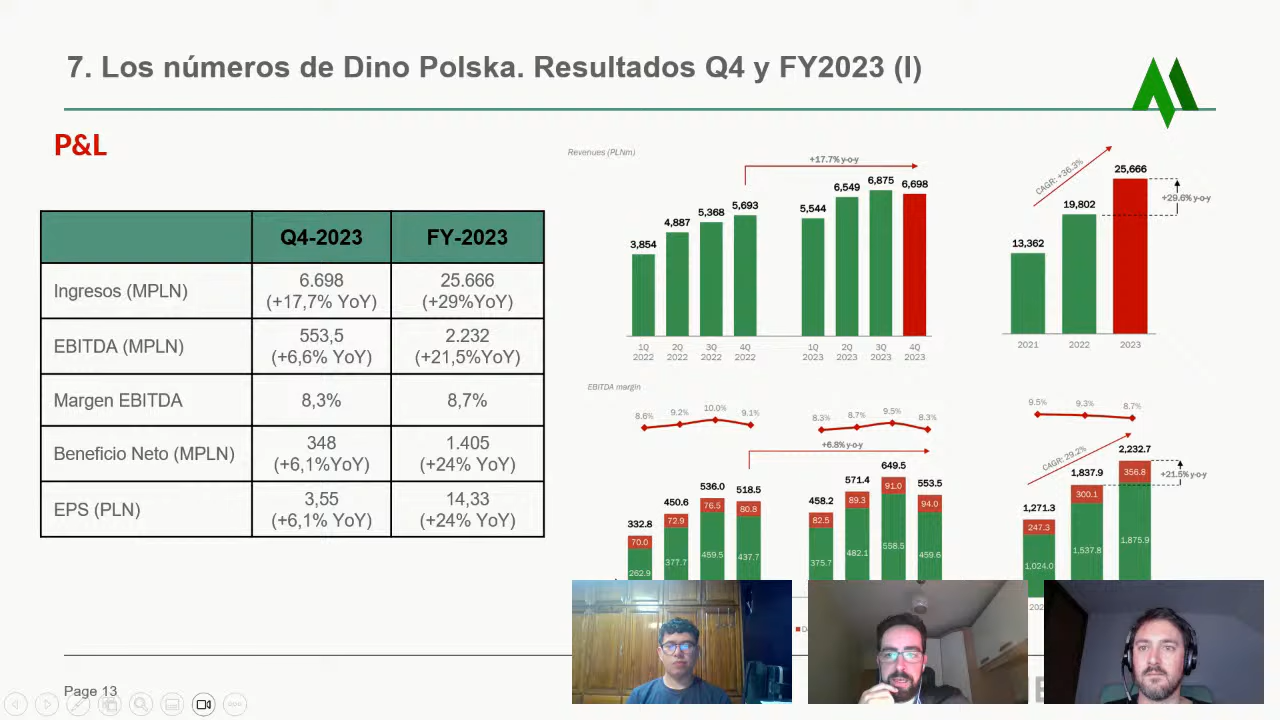 7. Los números de Dino Polska. Resultados Q4 y FY2023 (I)
P&L
Q4-2023 FY-2023
Ingresos (MPLN) 6.698 (+17,7% YoY) 25.666 (+29%YoY)
EBITDA (MPLN) 553,5 (+6,6% YoY) 2.232 (+21,5%YoY)
Margen EBITDA 8,3% 8,7%
Beneficio Neto (MPLN) 348 (+6,1%YoY) 1.405 (+24% YoY)
EPS (PLN) 3,55 (+6,1% YoY) 14,33 (+24% YoY)
Revenues (PLNm)
+17.7% y-o-y
3,854 4,887 5,368 5,693 5,544 6,549 6,875 6,698
1Q 2022 2Q 2022 3Q 2022 4Q 2022 1Q 2023 2Q 2023 3Q 2023 4Q 2023
CAGR: +36.3%
13,362 19,802 25,666
+29.6% y-o-y
2021 2022 2023
EBITDA margin
8.6% 9.2% 10.0% 9.1% 8.3% 8.7% 9.5% 8.3%
+6.8% y-o-y
332.8 450.6 536.0 518.5 458.2 571.4 649.5 553.5
70.0 72.9 76.5 80.8 82.5 89.3 91.0 94.0
262.9 377.7 459.5 437.7 375.7 482.1 558.5 459.6
9.5% 9.3% 8.7%
CAGR: 29.2%
1,271.3 1,837.9 2,232.7
+21.5% y-o-y
247.3 300.1 356.8
1,024.0 1,537.8 1,875.9
Page 13